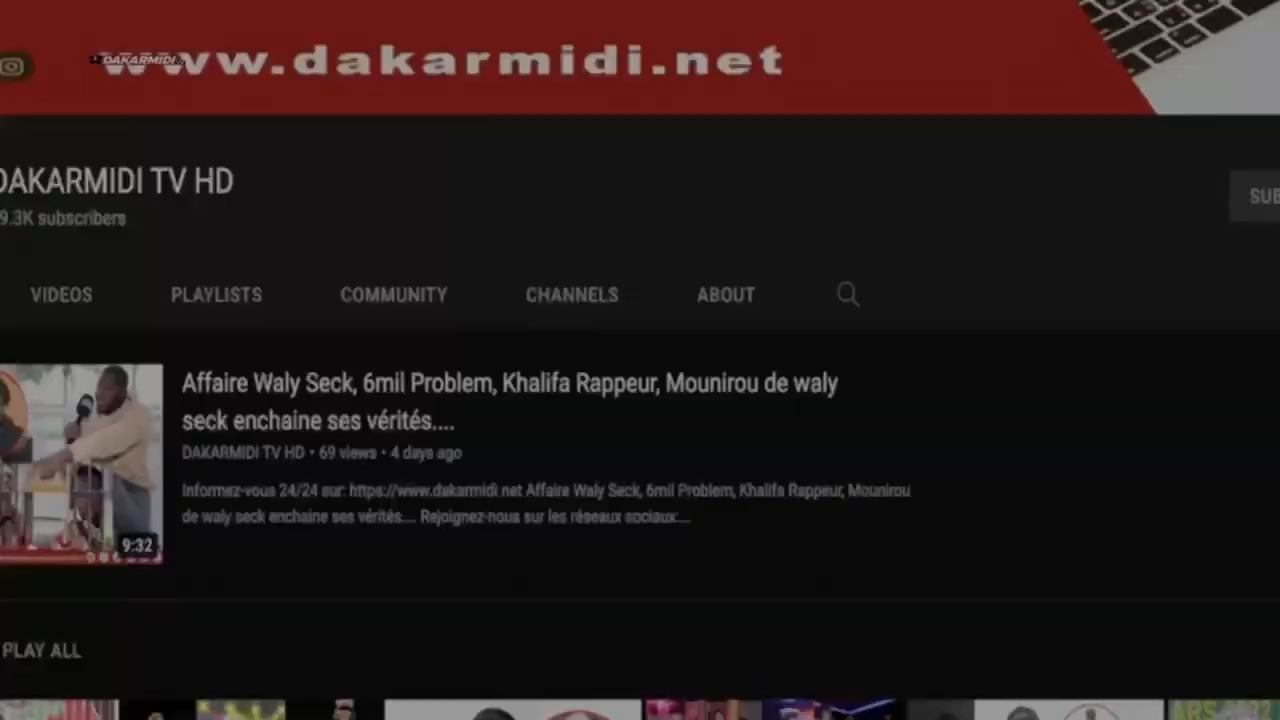 www.dakarmidi.net
DAKARMIDI
DAKARMIDI TV HD
9.3K subscribers
SUB
VIDEOS PLAYLISTS COMMUNITY CHANNELS ABOUT
Affaire Waly Seck, 6mil Problem, Khalifa Rappeur, Mounirou de waly
seck enchaine ses vérités....
DAKARMIDI TV HD • 69 views • 4 days ago
Informez-vous 24/24 sur: https://www.dakarmidi.net Affaire Waly Seck, 6mil Problem, Khalifa Rappeur, Mounirou
de waly seck enchaine ses vérités.... Rejoignez-nous sur les réseaux sociaux:...
9:32
PLAY ALL